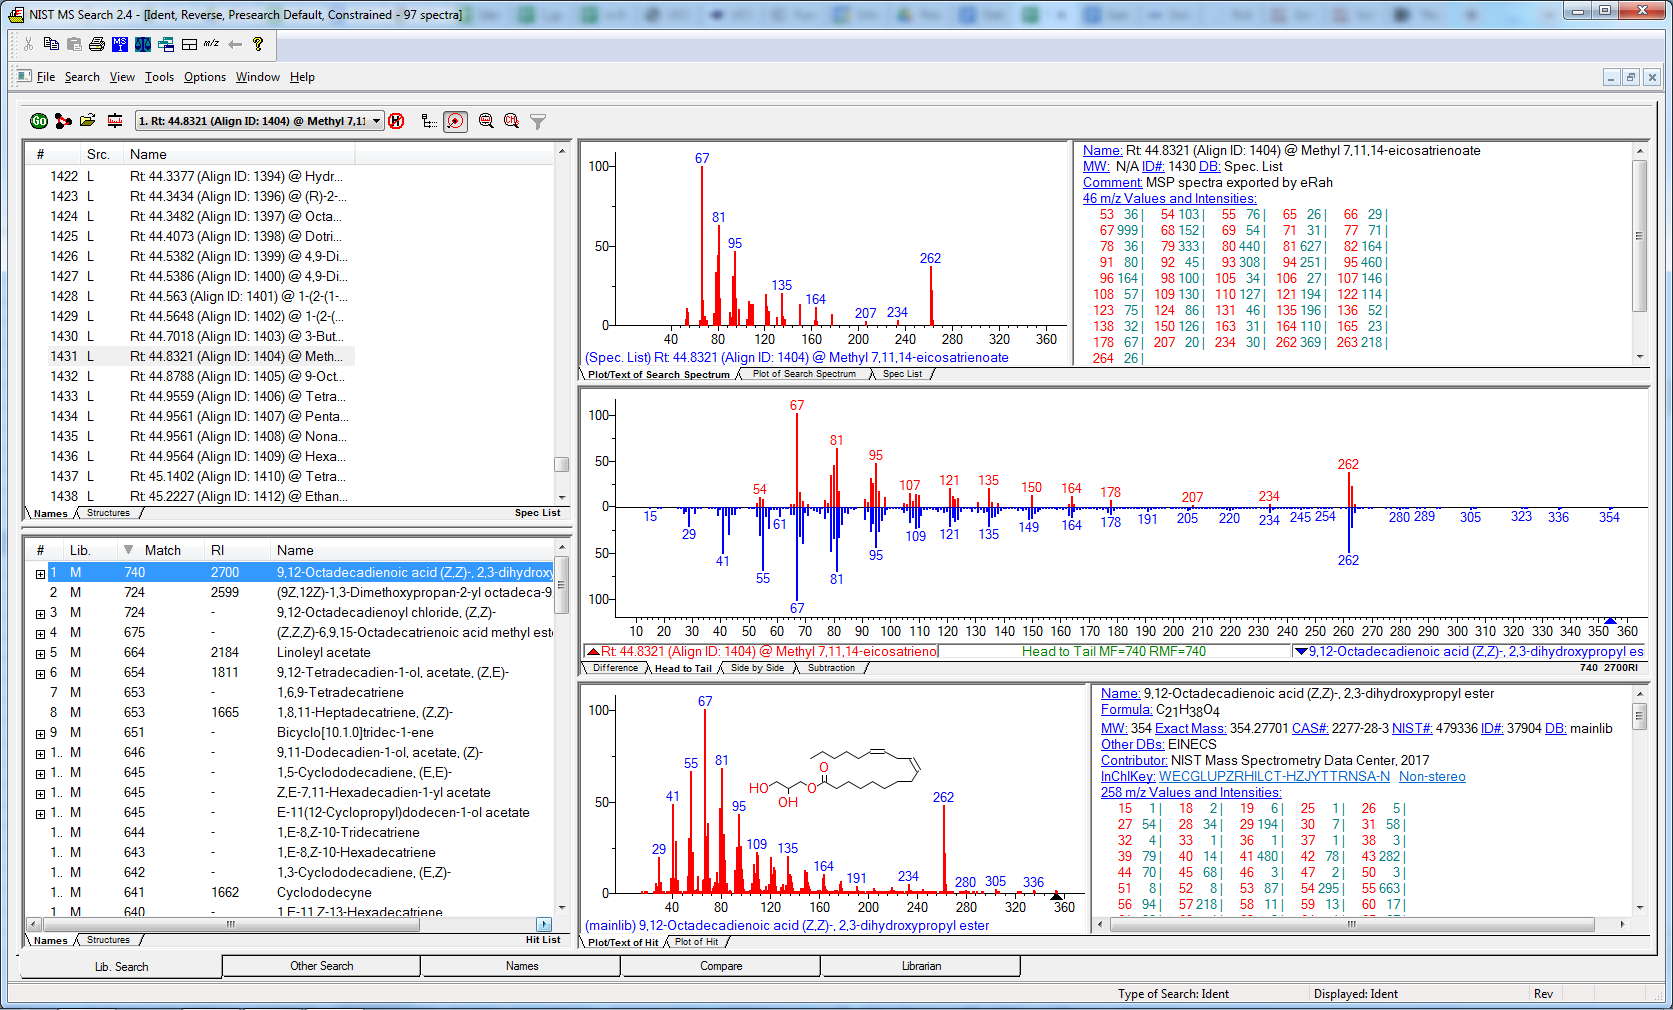 NIST MS Search 2.4 - [Ident, Reverse, Presearch Default, Constrained - 97 spectra]
MS
m/z
File Search View Tools Options Window Help
GO
1. Rt: 44.8321 (Align ID: 1404) @ Methyl 7,11
# Src. Name
1422 L Rt: 44.3377 (Align ID: 1394) @ Hydr...
1423 L Rt: 44.3434 (Align ID: 1396) @ (R)-2-...
1424 L Rt: 44.3482 (Align ID: 1397) @ Octa...
1425 L Rt: 44.4073 (Align ID: 1398) @ Dotri...
1426 L Rt: 44.5382 (Align ID: 1399) @ 4,9-Di...
1427 L Rt: 44.5386 (Align ID: 1400) @ 4,9-Di...
1428 L Rt: 44.563 (Align ID: 1401) @ 1-(2-(1-...
1429 L Rt: 44.5648 (Align ID: 1402) @ 1-(2-(...
1430 L Rt: 44.7018 (Align ID: 1403) @ 3-But...
1431 L Rt: 44.8321 (Align ID: 1404) @ Meth...
1432 L Rt: 44.8788 (Align ID: 1405) @ 9-Oct...
1433 L Rt: 44.9559 (Align ID: 1406) @ Tetra...
1434 L Rt: 44.9561 (Align ID: 1407) @ Penta...
1435 L Rt: 44.9561 (Align ID: 1408) @ Nona...
1436 L Rt: 44.9564 (Align ID: 1409) @ Hexa...
1437 L Rt: 45.1402 (Align ID: 1410) @ Tetra...
1438 L Rt: 45.2227 (Align ID: 1412) @ Ethan...
Names Structures Spec List
# Lib. Match RI Name
1 M 740 2700 9,12-Octadecadienoic acid (Z,Z)-, 2,3-dihydroxy
2 M 724 2599 (9Z,12Z)-1,3-Dimethoxypropan-2-yl octadeca-9
3 M 724 - 9,12-Octadecadienoyl chloride, (Z,Z)-
4 M 675 - (Z,Z,Z)-6,9,15-Octadecatrienoic acid methyl este
5 M 664 2184 Linoleyl acetate
6 M 654 1811 9,12-Tetradecadien-1-ol, acetate, (Z,E)-
7 M 653 - 1,6,9-Tetradecatriene
8 M 653 1665 1,8,11-Heptadecatriene, (Z,Z)-
9 M 651 - Bicyclo[10.1.0]tridec-1-ene
1.. M 646 - 9,11-Dodecadien-1-ol, acetate, (Z)-
1.. M 645 - 1,5-Cyclododecadiene, (E,E)-
1.. M 645 - Z,E-7,11-Hexadecadien-1-yl acetate
1.. M 645 - E-11(12-Cyclopropyl)dodecen-1-ol acetate
1.. M 644 - 1,E-8,Z-10-Tridecatriene
1.. M 643 - 1,E-8,Z-10-Hexadecatriene
1.. M 642 - 1,3-Cyclododecadiene, (E,Z)-
1.. M 641 1662 Cyclododecyne
1.. M 640 - 1,E-11,Z-13-Hexadecatriene
Names Structures Hit List
100 50 0
67 81 95 135 164 207 234 262
40 80 120 160 200 240 280 320 360
(Spec. List) Rt: 44.8321 (Align ID: 1404) @ Methyl 7,11,14-eicosatrienoate
Plot/Text of Search Spectrum Plot of Search Spectrum Spec List
Name: Rt: 44.8321 (Align ID: 1404) @ Methyl 7,11,14-eicosatrienoate
MW: N/A ID#: 1430 DB: Spec. List
Comment: MSP spectra exported by eRah
46 m/z Values and Intensities:
53 36| 54 103| 55 76| 65 26| 66 29|
67 999| 68 152| 69 54| 71 31| 77 71|
78 36| 79 333| 80 440| 81 627| 82 164|
91 80| 92 45| 93 308| 94 251| 95 460|
96 164| 98 100| 105 34| 106 27| 107 146|
108 57| 109 130| 110 127| 121 194| 122 114|
123 75| 124 86| 131 46| 135 196| 136 52|
138 32| 150 126| 163 31| 164 110| 165 23|
178 67| 207 20| 234 30| 262 369| 263 218|
264 26|
100 50 0 50 100
54 67 81 95 107 121 135 150 164 178 207 234 262
15 29 41 55 61 67 81 95 109 121 135 149 164 178 191 205 220 234 245 254 262 280 289 305 323 336 354
10 20 30 40 50 60 70 80 90 100 110 120 130 140 150 160 170 180 190 200 210 220 230 240 250 260 270 280 290 300 310 320 330 340 350 360
Rt: 44.8321 (Align ID: 1404) @ Methyl 7,11,14-eicosatrieno Head to Tail MF=740 RMF=740 9,12-Octadecadienoic acid (Z,Z)-, 2,3-dihydroxypropyl es
Difference Head to Tail Side by Side Subtraction 740 2700RI
100 50 0
29 41 55 67 81 95 109 135 164 191 234 262 280 305 336
HO OH O O
40 80 120 160 200 240 280 320 360
(mainlib) 9,12-Octadecadienoic acid (Z,Z)-, 2,3-dihydroxypropyl ester
Plot/Text of Hit Plot of Hit
Name: 9,12-Octadecadienoic acid (Z,Z)-, 2,3-dihydroxypropyl ester
Formula: C21H38O4
MW: 354 Exact Mass: 354.27701 CAS#: 2277-28-3 NIST#: 479336 ID#: 37904 DB: mainlib
Other DBs: EINECS
Contributor: NIST Mass Spectrometry Data Center, 2017
InChIKey: WECGLUPZRHILCT-HZJYTTRNSA-N Non-stereo
258 m/z Values and Intensities:
15 1| 18 2| 19 6| 25 1| 26 5|
27 54| 28 34| 29 194| 30 7| 31 58|
32 4| 33 1| 36 1| 37 1| 38 3|
39 79| 40 14| 41 480| 42 78| 43 282|
44 70| 45 68| 46 3| 47 2| 50 3|
51 8| 52 8| 53 87| 54 295| 55 663|
56 94| 57 218| 58 11| 59 13| 60 17|
Lib. Search Other Search Names Compare Librarian
Type of Search: Ident Displayed: Ident Rev